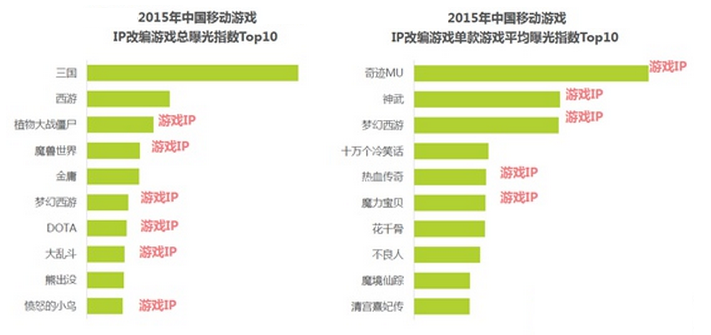 2015年中国移动游戏
IP改编游戏总曝光指数Top10
三国
西游
植物大战僵尸 游戏IP
魔兽世界 游戏IP
金庸
梦幻西游 游戏IP
DOTA 游戏IP
大乱斗 游戏IP
熊出没
愤怒的小鸟 游戏IP
2015年中国移动游戏
IP改编游戏单款游戏平均曝光指数Top10
奇迹MU 游戏IP
神武 游戏IP
梦幻西游 游戏IP
十万个冷笑话
热血传奇 游戏IP
魔力宝贝 游戏IP
花千骨
不良人
魔境仙踪
清宫熹妃传